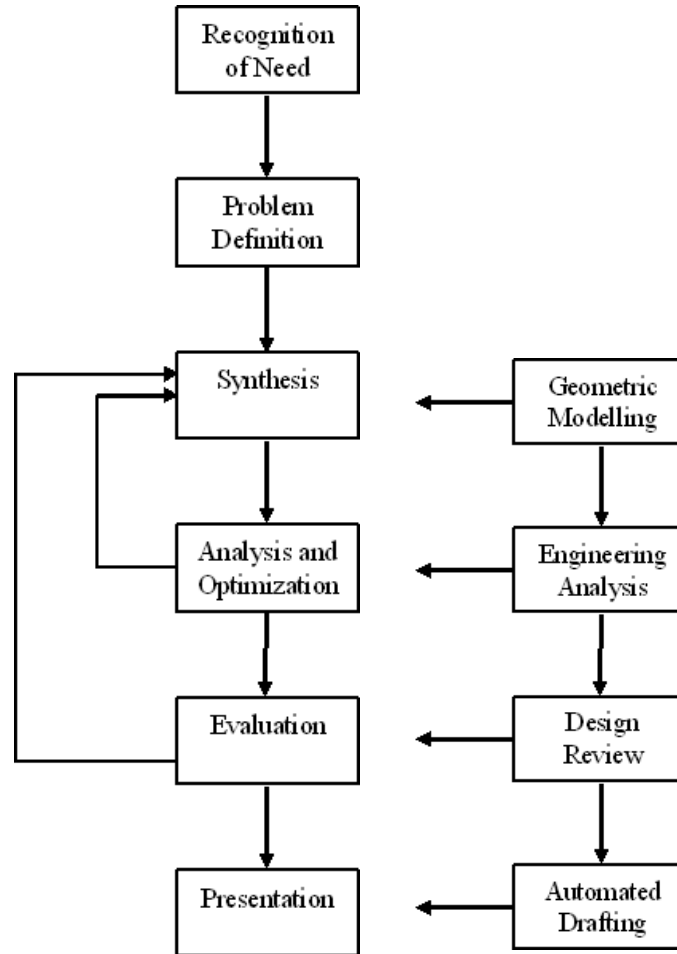 Recognition
of Need
Problem
Definition
Synthesis
Geometric
Modelling
Analysis and
Optimization
Engineering
Analysis
Evaluation
Design
Review
Presentation
Automated
Drafting